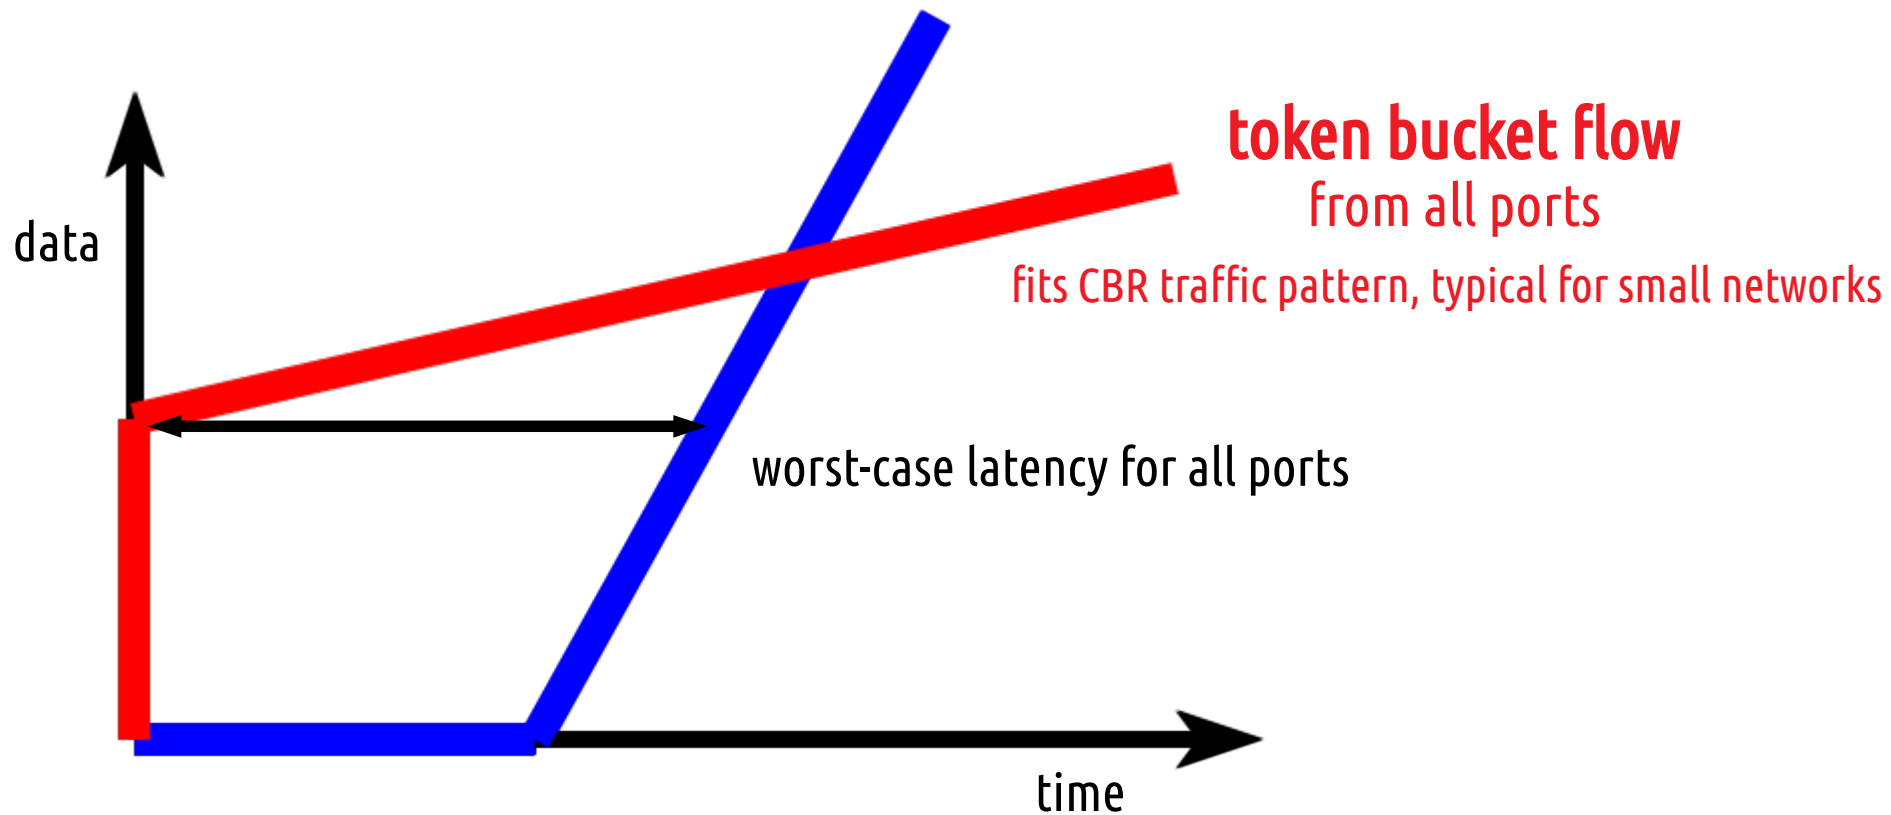 token bucket flow
from all ports
data
fits CBR traffic pattern, typical for small networks
worst-case latency for all ports
time